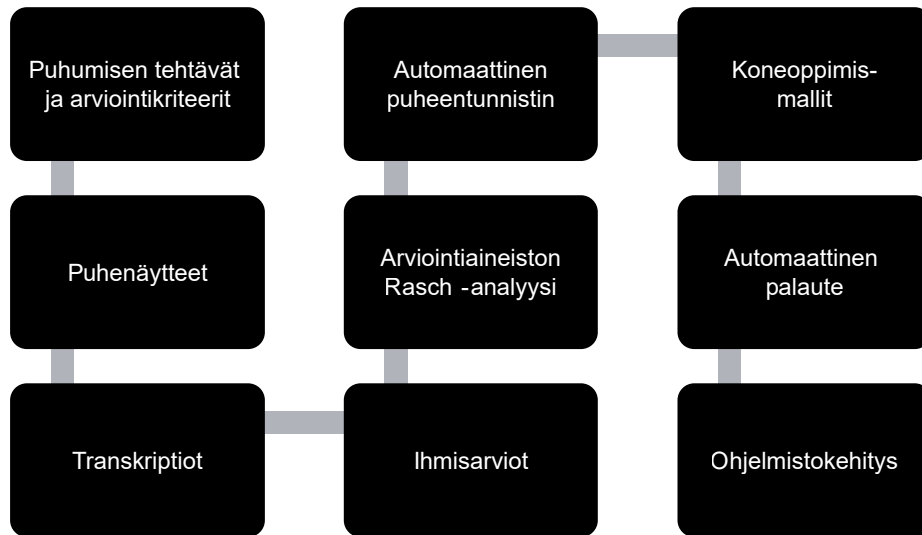 Puhumisen tehtävät
ja arviointikriteerit
Puhenäytteet
Transkriptiot
Ihmisarviot
Arviointiaineiston
Rasch -analyysi
Automaattinen
puheentunnistin
Koneoppimis-
mallit
Automaattinen
palaute
Ohjelmistokehitys